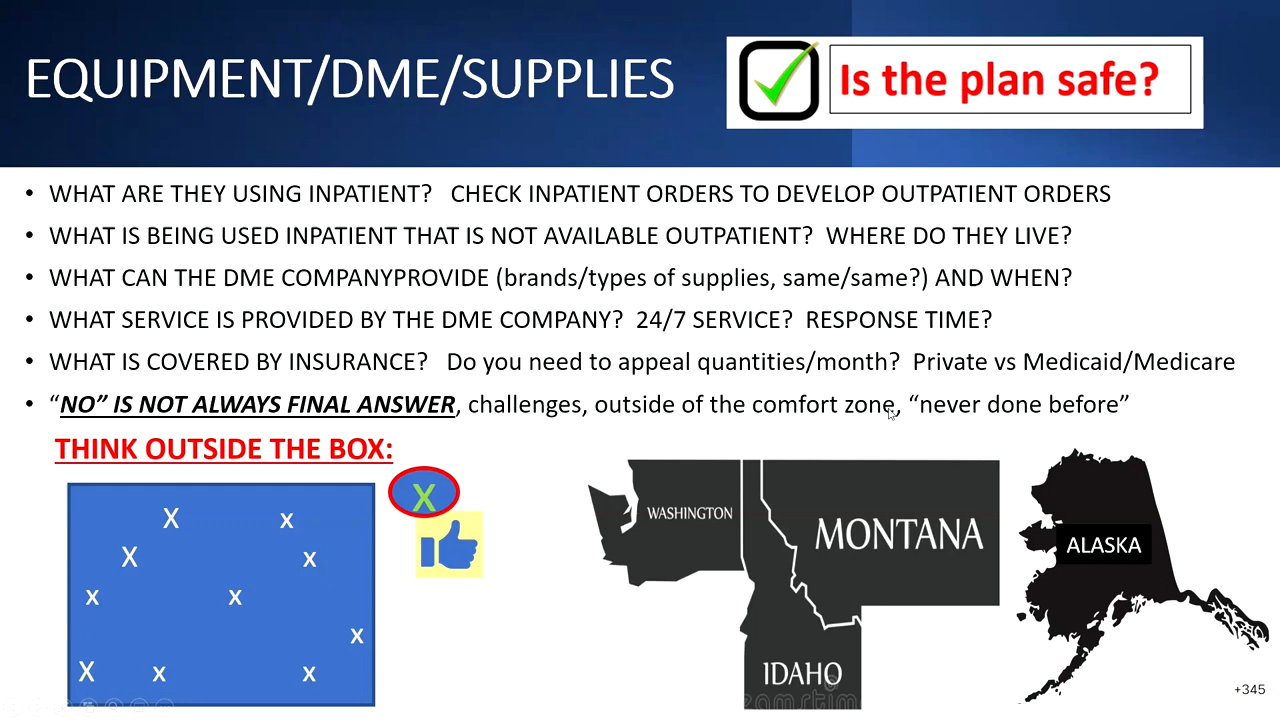 EQUIPMENT/DME/SUPPLIES
Is the plan safe?
• WHAT ARE THEY USING INPATIENT? CHECK INPATIENT ORDERS TO DEVELOP OUTPATIENT ORDERS
• WHAT IS BEING USED INPATIENT THAT IS NOT AVAILABLE OUTPATIENT? WHERE DO THEY LIVE?
• WHAT CAN THE DME COMPANYPROVIDE (brands/types of supplies, same/same?) AND WHEN?
• WHAT SERVICE IS PROVIDED BY THE DME COMPANY? 24/7 SERVICE? RESPONSE TIME?
• WHAT IS COVERED BY INSURANCE? Do you need to appeal quantities/month? Private vs Medicaid/Medicare
• “NO” IS NOT ALWAYS FINAL ANSWER, challenges, outside of the comfort zone, “never done before”
THINK OUTSIDE THE BOX:
X
X x
X x
x x
x
X x x
WASHINGTON
MONTANA
IDAHO
ALASKA
+345